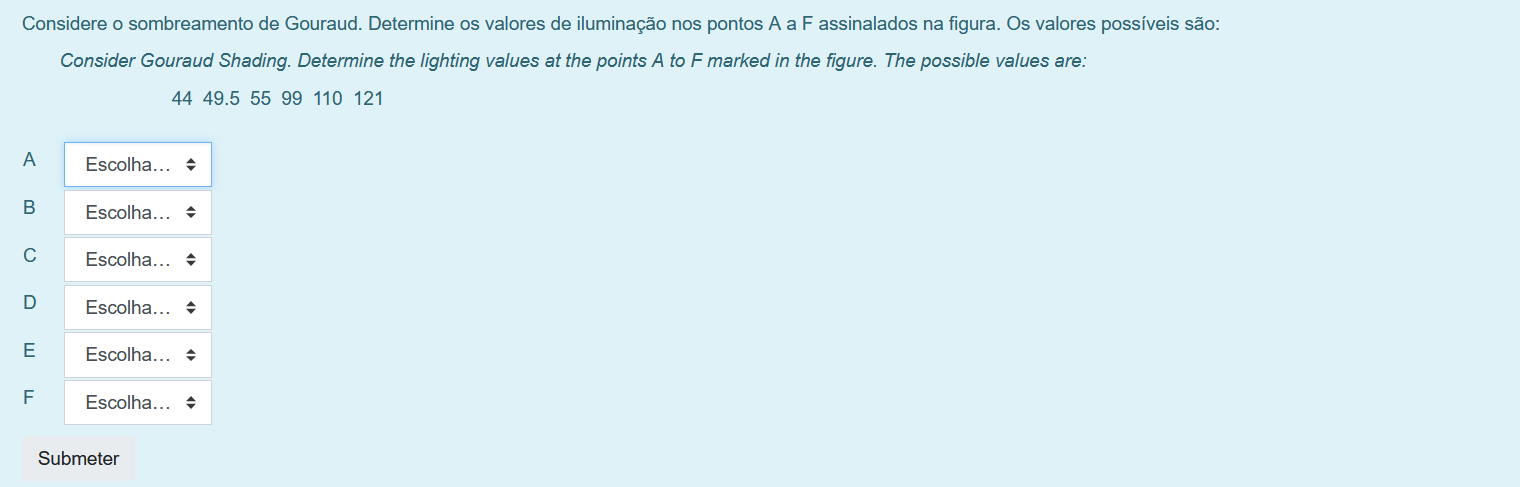 Considere o sombreamento de Gouraud. Determine os valores de iluminação nos pontos A a F assinalados na figura. Os valores possíveis são:
Consider Gouraud Shading. Determine the lighting values at the points A to F marked in the figure. The possible values are:
44 49.5 55 99 110 121
A Escolha...
B Escolha...
C Escolha...
D Escolha...
E Escolha...
F Escolha...
Submeter